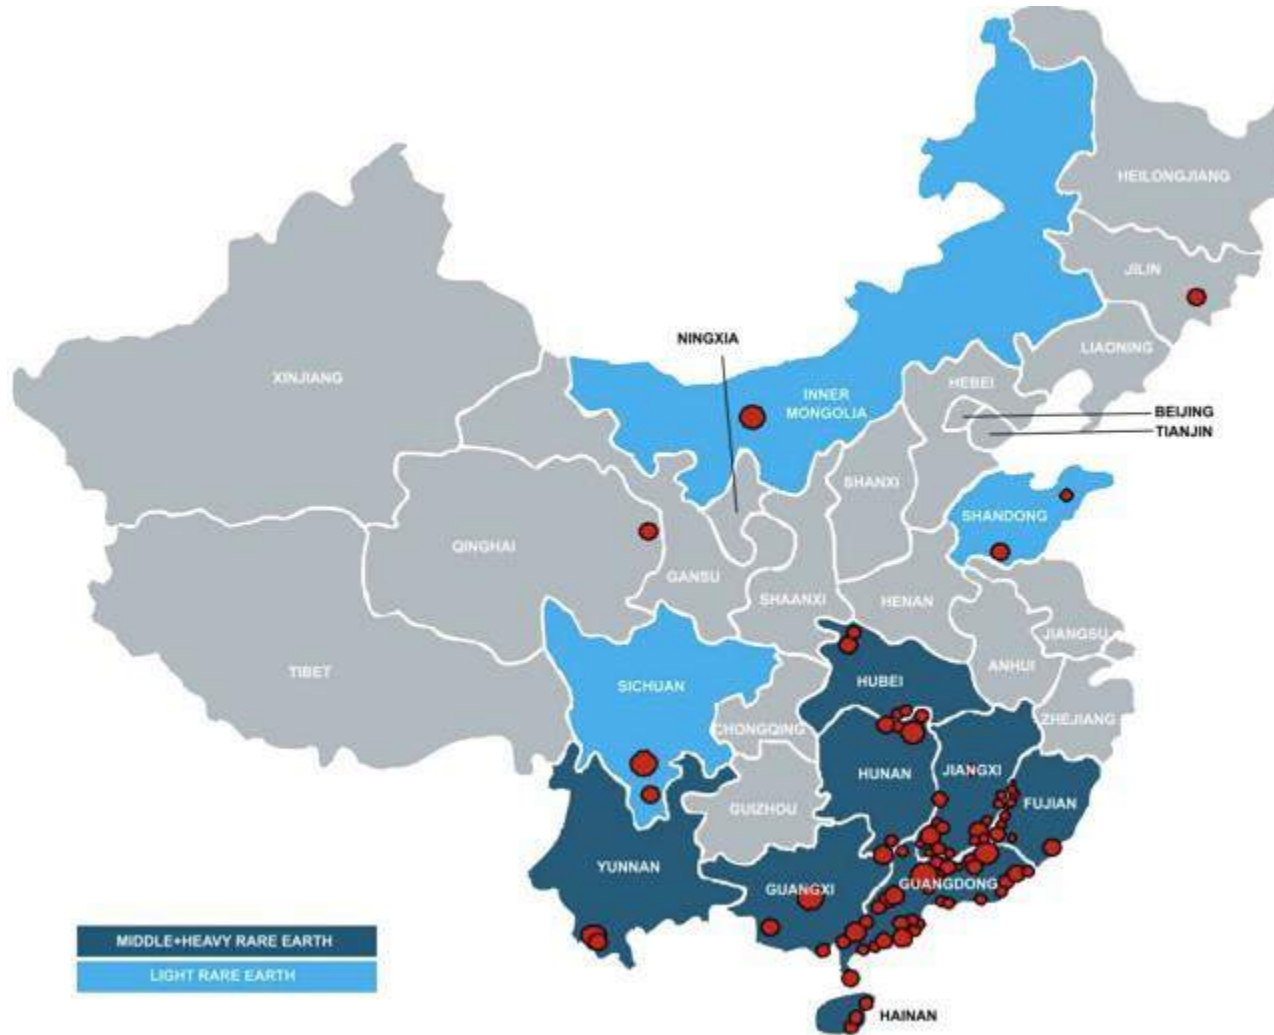 HEILONGJIANG
JILIN
LIAONING
NINGXIA
XINJIANG
HEBEI
INNER
MONGOLIA
BEIJING
TIANJIN
SHANXI
SHANDONG
QINGHAI
GANSU
SHAANXI
HENAN
JIANGSU
ANHUI
TIBET
SICHUAN
HUBEI
ZHEJIANG
CHONGQING
HUNAN
JIANGXI
GUIZHOU
FUJIAN
YUNNAN
GUANGXI
GUANGDONG
MIDDLE+HEAVY RARE EARTH
LIGHT RARE EARTH
HAINAN